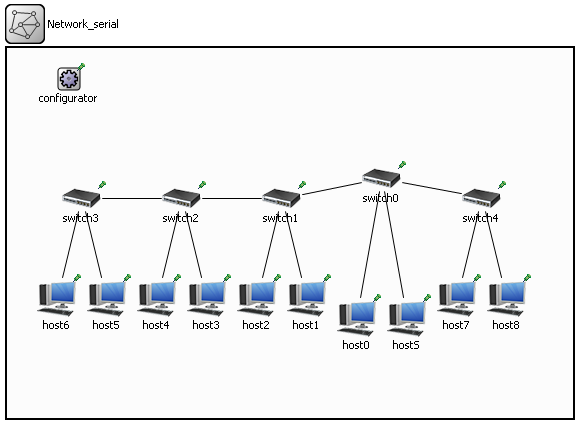 Network_serial
configurator
switch0
switch3
switch2
switch1
switch4
host6
host5
host4
host3
host2
host1
host0
host5
host7
host8